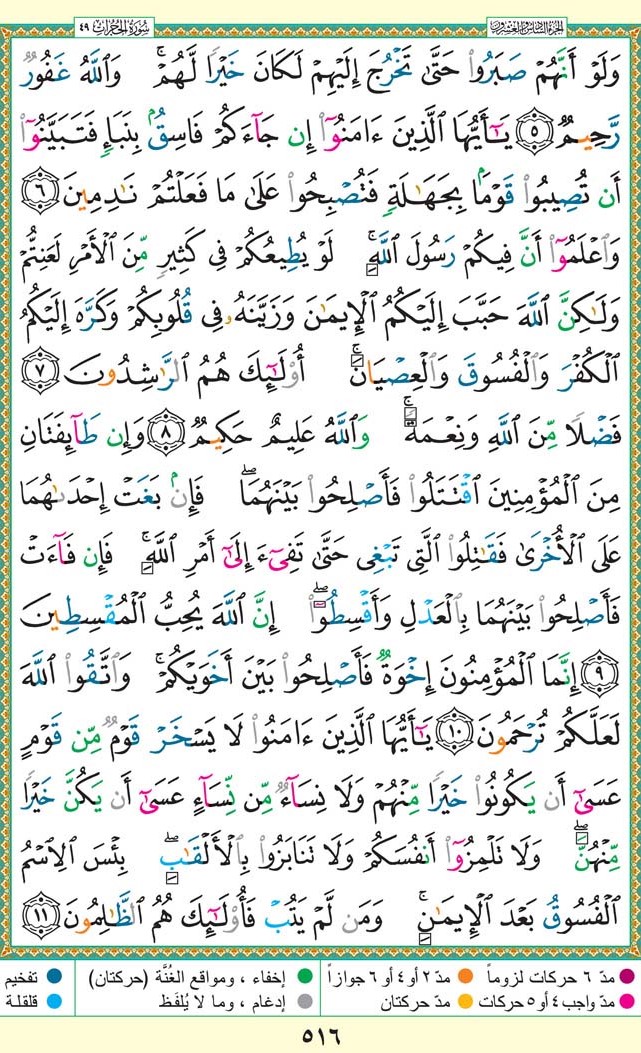 سُورَةُ الحُجُرَات ٤٩
الجزء السادس والعشرون
وَلَوْ أَنَّهُمْ صَبَرُوا۟ حَتَّىٰ تَخْرُجَ إِلَيْهِمْ لَكَانَ خَيْرًا لَّهُمْ ۚ وَٱللَّهُ غَفُورٌ
رَّحِيمٌ ٥ يَـٰٓأَيُّهَا ٱلَّذِينَ ءَامَنُوٓا۟ إِن جَآءَكُمْ فَاسِقٌۢ بِنَبَإٍ فَتَبَيَّنُوٓا۟
أَن تُصِيبُوا۟ قَوْمًۢا بِجَهَـٰلَةٍ فَتُصْبِحُوا۟ عَلَىٰ مَا فَعَلْتُمْ نَـٰدِمِينَ ٦
وَٱعْلَمُوٓا۟ أَنَّ فِيكُمْ رَسُولَ ٱللَّهِ ۚ لَوْ يُطِيعُكُمْ فِى كَثِيرٍ مِّنَ ٱلْأَمْرِ لَعَنِتُّمْ
وَلَـٰكِنَّ ٱللَّهَ حَبَّبَ إِلَيْكُمُ ٱلْإِيمَـٰنَ وَزَيَّنَهُۥ فِى قُلُوبِكُمْ وَكَرَّهَ إِلَيْكُمُ
ٱلْكُفْرَ وَٱلْفُسُوقَ وَٱلْعِصْيَانَ ۚ أُو۟لَـٰٓئِكَ هُمُ ٱلرَّٰشِدُونَ ٧
فَضْلًا مِّنَ ٱللَّهِ وَنِعْمَةً ۚ وَٱللَّهُ عَلِيمٌ حَكِيمٌ ٨ وَإِن طَآئِفَتَانِ
مِنَ ٱلْمُؤْمِنِينَ ٱقْتَتَلُوا۟ فَأَصْلِحُوا۟ بَيْنَهُمَا ۖ فَإِنۢ بَغَتْ إِحْدَىٰهُمَا
عَلَى ٱلْأُخْرَىٰ فَقَـٰتِلُوا۟ ٱلَّتِى تَبْغِى حَتَّىٰ تَفِىٓءَ إِلَىٰٓ أَمْرِ ٱللَّهِ ۚ فَإِن فَآءَتْ
فَأَصْلِحُوا۟ بَيْنَهُمَا بِٱلْعَدْلِ وَأَقْسِطُوٓا۟ ۖ إِنَّ ٱللَّهَ يُحِبُّ ٱلْمُقْسِطِينَ
٩ إِنَّمَا ٱلْمُؤْمِنُونَ إِخْوَةٌ فَأَصْلِحُوا۟ بَيْنَ أَخَوَيْكُمْ ۚ وَٱتَّقُوا۟ ٱللَّهَ
لَعَلَّكُمْ تُرْحَمُونَ ١٠ يَـٰٓأَيُّهَا ٱلَّذِينَ ءَامَنُوا۟ لَا يَسْخَرْ قَوْمٌ مِّن قَوْمٍ
عَسَىٰٓ أَن يَكُونُوا۟ خَيْرًا مِّنْهُمْ وَلَا نِسَآءٌ مِّن نِّسَآءٍ عَسَىٰٓ أَن يَكُنَّ خَيْرًا
مِّنْهُنَّ ۖ وَلَا تَلْمِزُوٓا۟ أَنفُسَكُمْ وَلَا تَنَابَزُوا۟ بِٱلْأَلْقَـٰبِ ۖ بِئْسَ ٱلِٱسْمُ
ٱلْفُسُوقُ بَعْدَ ٱلْإِيمَـٰنِ ۚ وَمَن لَّمْ يَتُبْ فَأُو۟لَـٰٓئِكَ هُمُ ٱلظَّـٰلِمُونَ ١١
مدّ ٦ حركات لزوماً مدّ ٢ أو ٤ أو ٦ جوازاً إخفاء ، ومواقع الغُنَّة (حركتان) تفخيم
مدّ واجب ٤ أو ٥ حركات مدّ حركتان إدغام ، وما لا يُلفَظ قلقلة
٥١٦